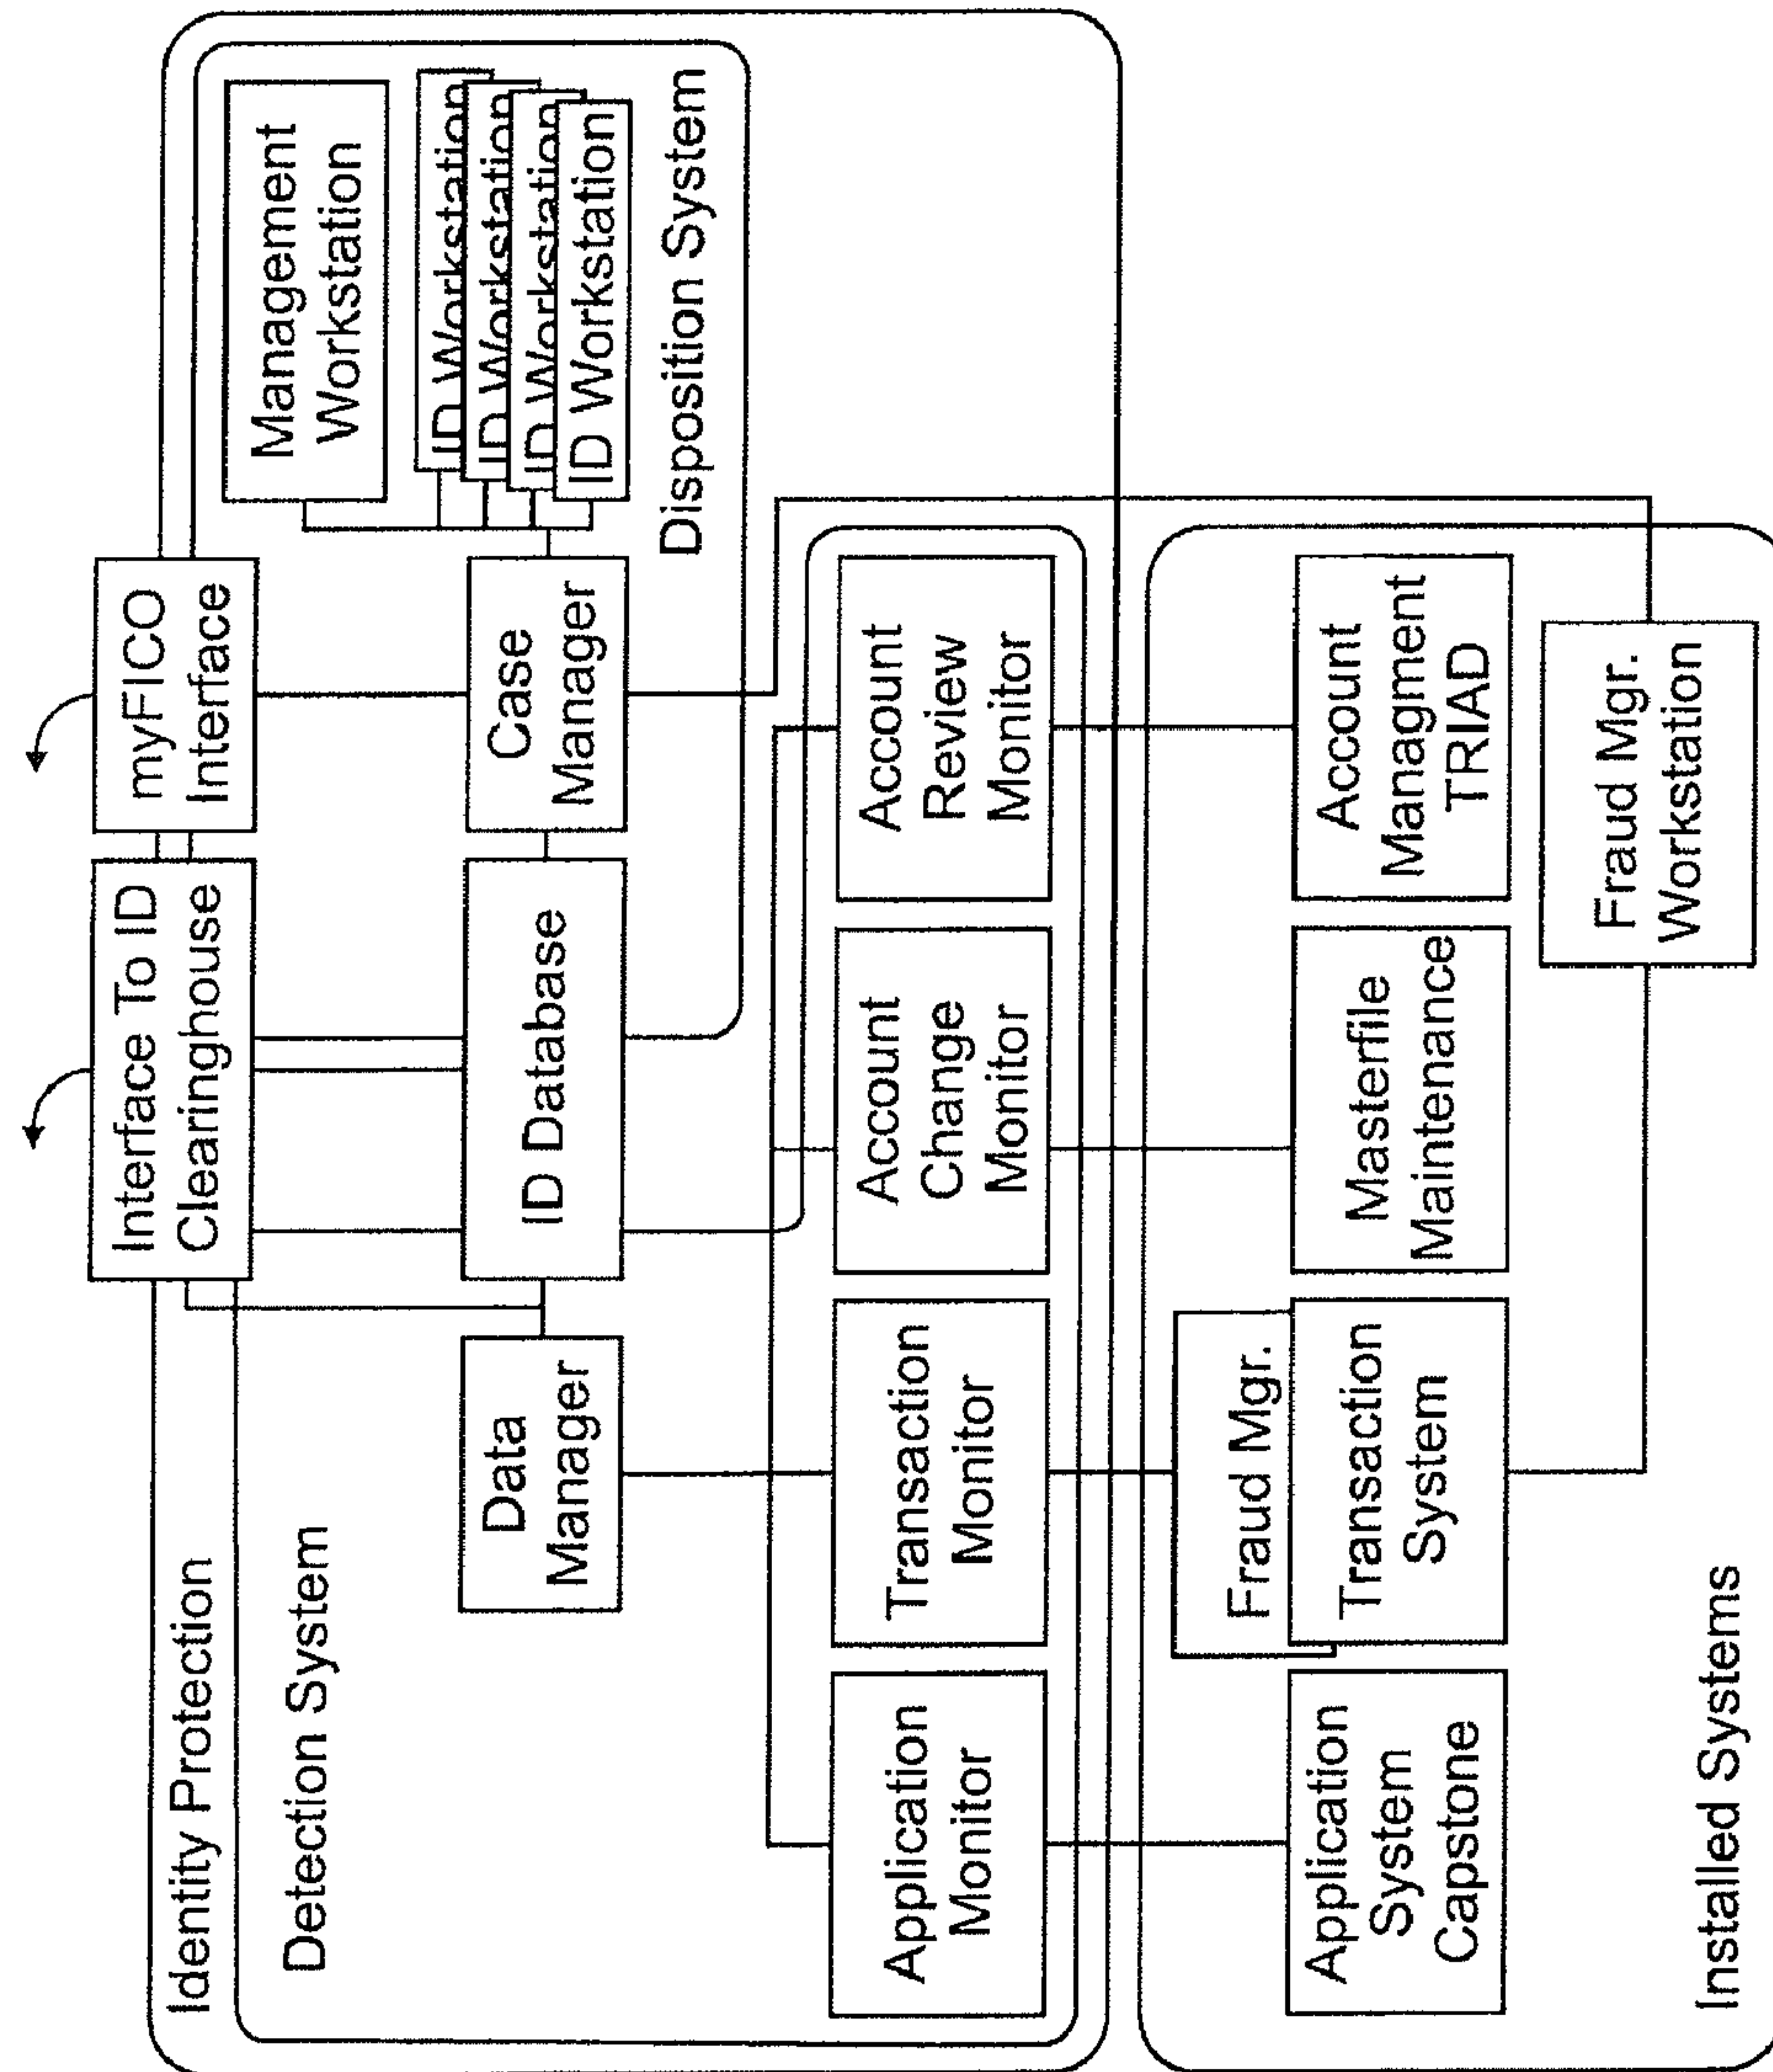 Interface To ID
Clearinghouse
myFICO
Interface
Identity Protection
Detection System
Management
Workstation
Data
Manager
ID Database
Case
Manager
ID Workstation
ID Workstation
ID Workstation
ID Workstation
Disposition System
Application
Monitor
Transaction
Monitor
Account
Change
Monitor
Account
Review
Monitor
Fraud Mgr.
Application
System
Capstone
Transaction
System
Masterfile
Maintenance
Account
Managment
TRIAD
Fraud Mgr.
Workstation
Installed Systems